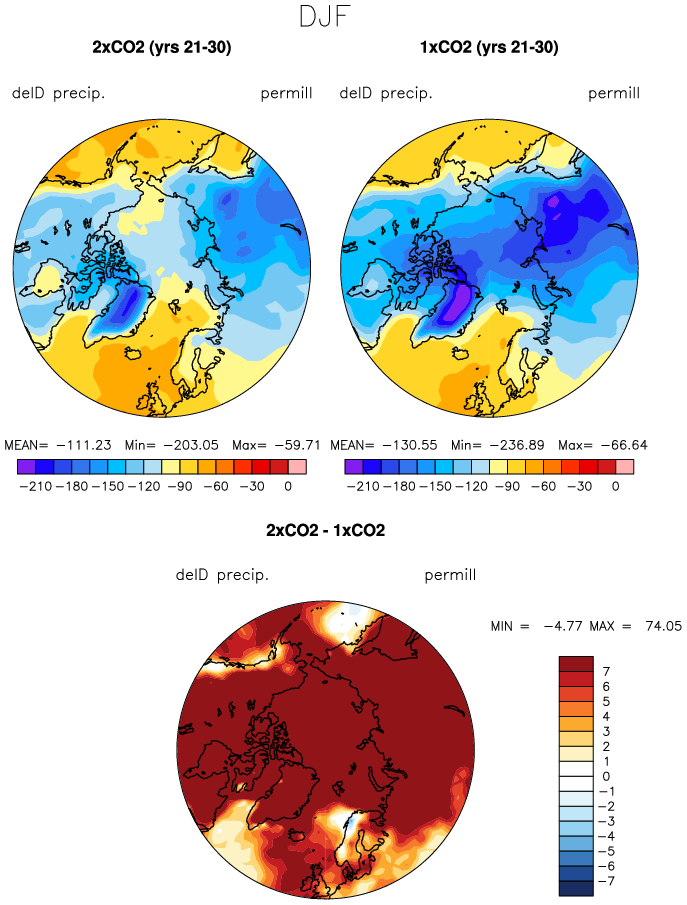 DJF
2xCO2 (yrs 21-30) 1xCO2 (yrs 21-30)
delD precip. permill delD precip. permill
MEAN= −111.23 Min= −203.05 Max= −59.71 MEAN= −130.55 Min= −236.89 Max= −66.64
−210 −180 −150 −120 −90 −60 −30 0 −210 −180 −150 −120 −90 −60 −30 0
2xCO2 - 1xCO2
delD precip. permill
MIN = −4.77 MAX = 74.05
7
6
5
4
3
2
1
0
−1
−2
−3
−4
−5
−6
−7